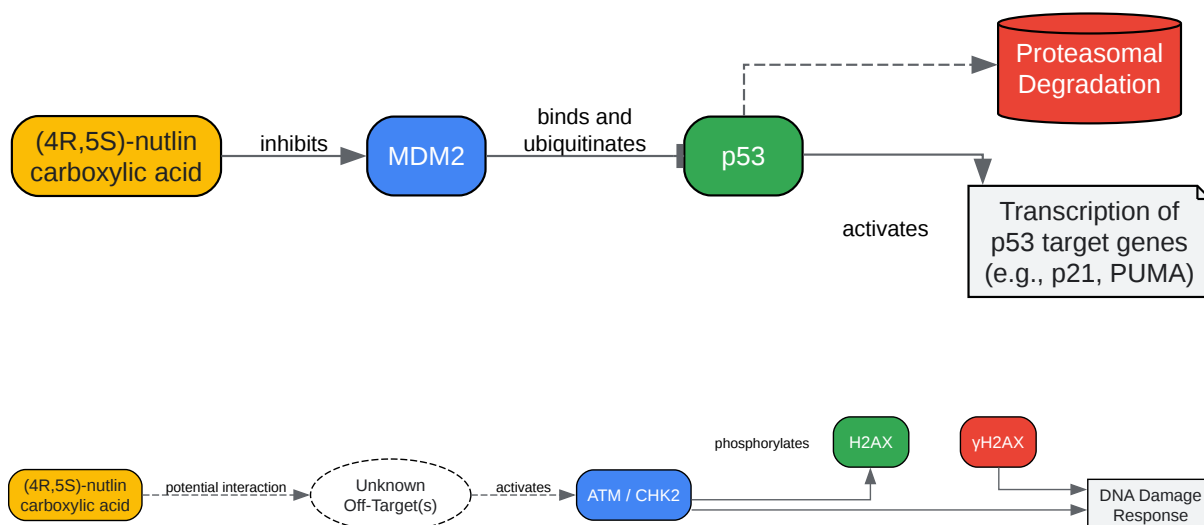 Proteasomal
Degradation
(4R,5S)-nutlin
carboxylic acid
inhibits
MDM2
binds and
ubiquitinates
p53
activates
Transcription of
p53 target genes
(e.g., p21, PUMA)
phosphorylates
H2AX
γH2AX
(4R,5S)-nutlin
carboxylic acid
potential interaction
Unknown
Off-Target(s)
activates
ATM / CHK2
DNA Damage
Response